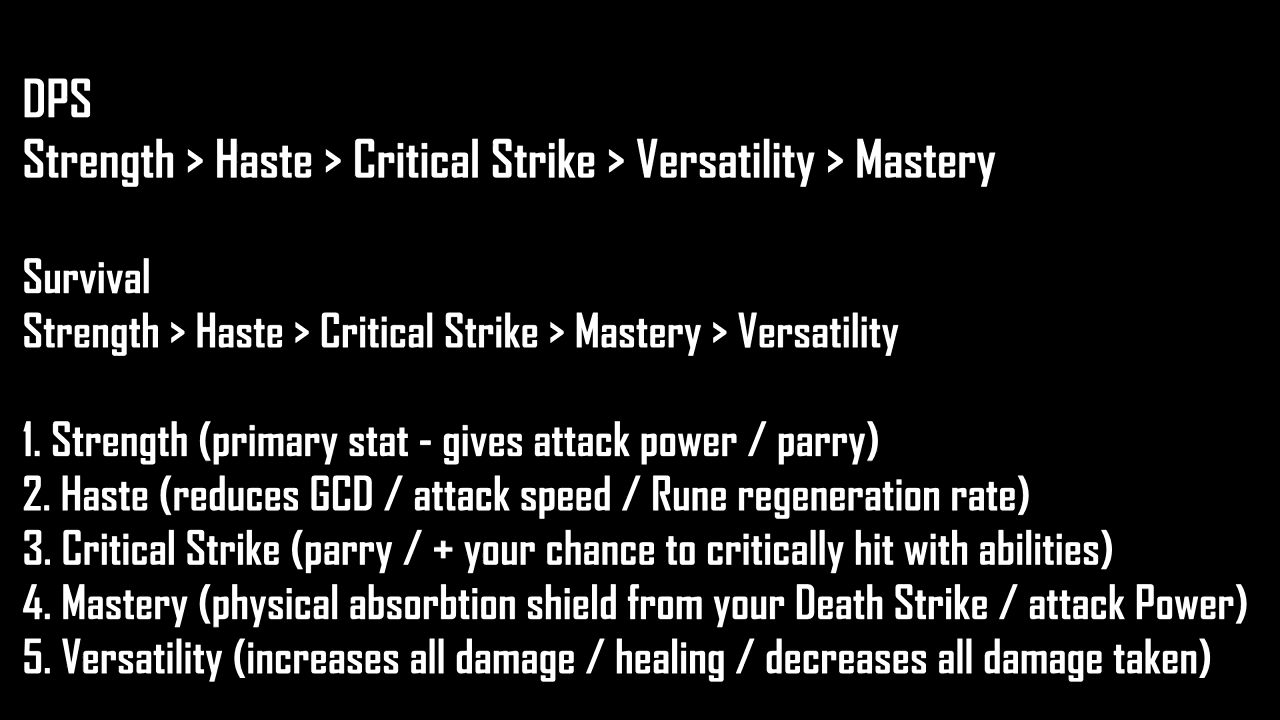 DPS
Strength > Haste > Critical Strike > Versatility > Mastery
Survival
Strength > Haste > Critical Strike > Mastery > Versatility
1. Strength (primary stat - gives attack power / parry)
2. Haste (reduces GCD / attack speed / Rune regeneration rate)
3. Critical Strike (parry / + your chance to critically hit with abilities)
4. Mastery (physical absorbtion shield from your Death Strike / attack Power)
5. Versatility (increases all damage / healing / decreases all damage taken)